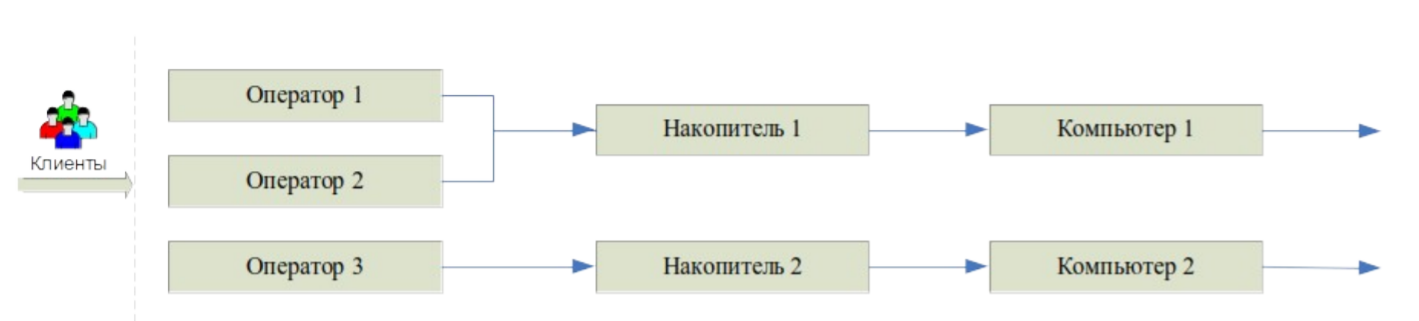 Клиенты
Оператор 1
Оператор 2
Оператор 3
Накопитель 1
Накопитель 2
Компьютер 1
Компьютер 2